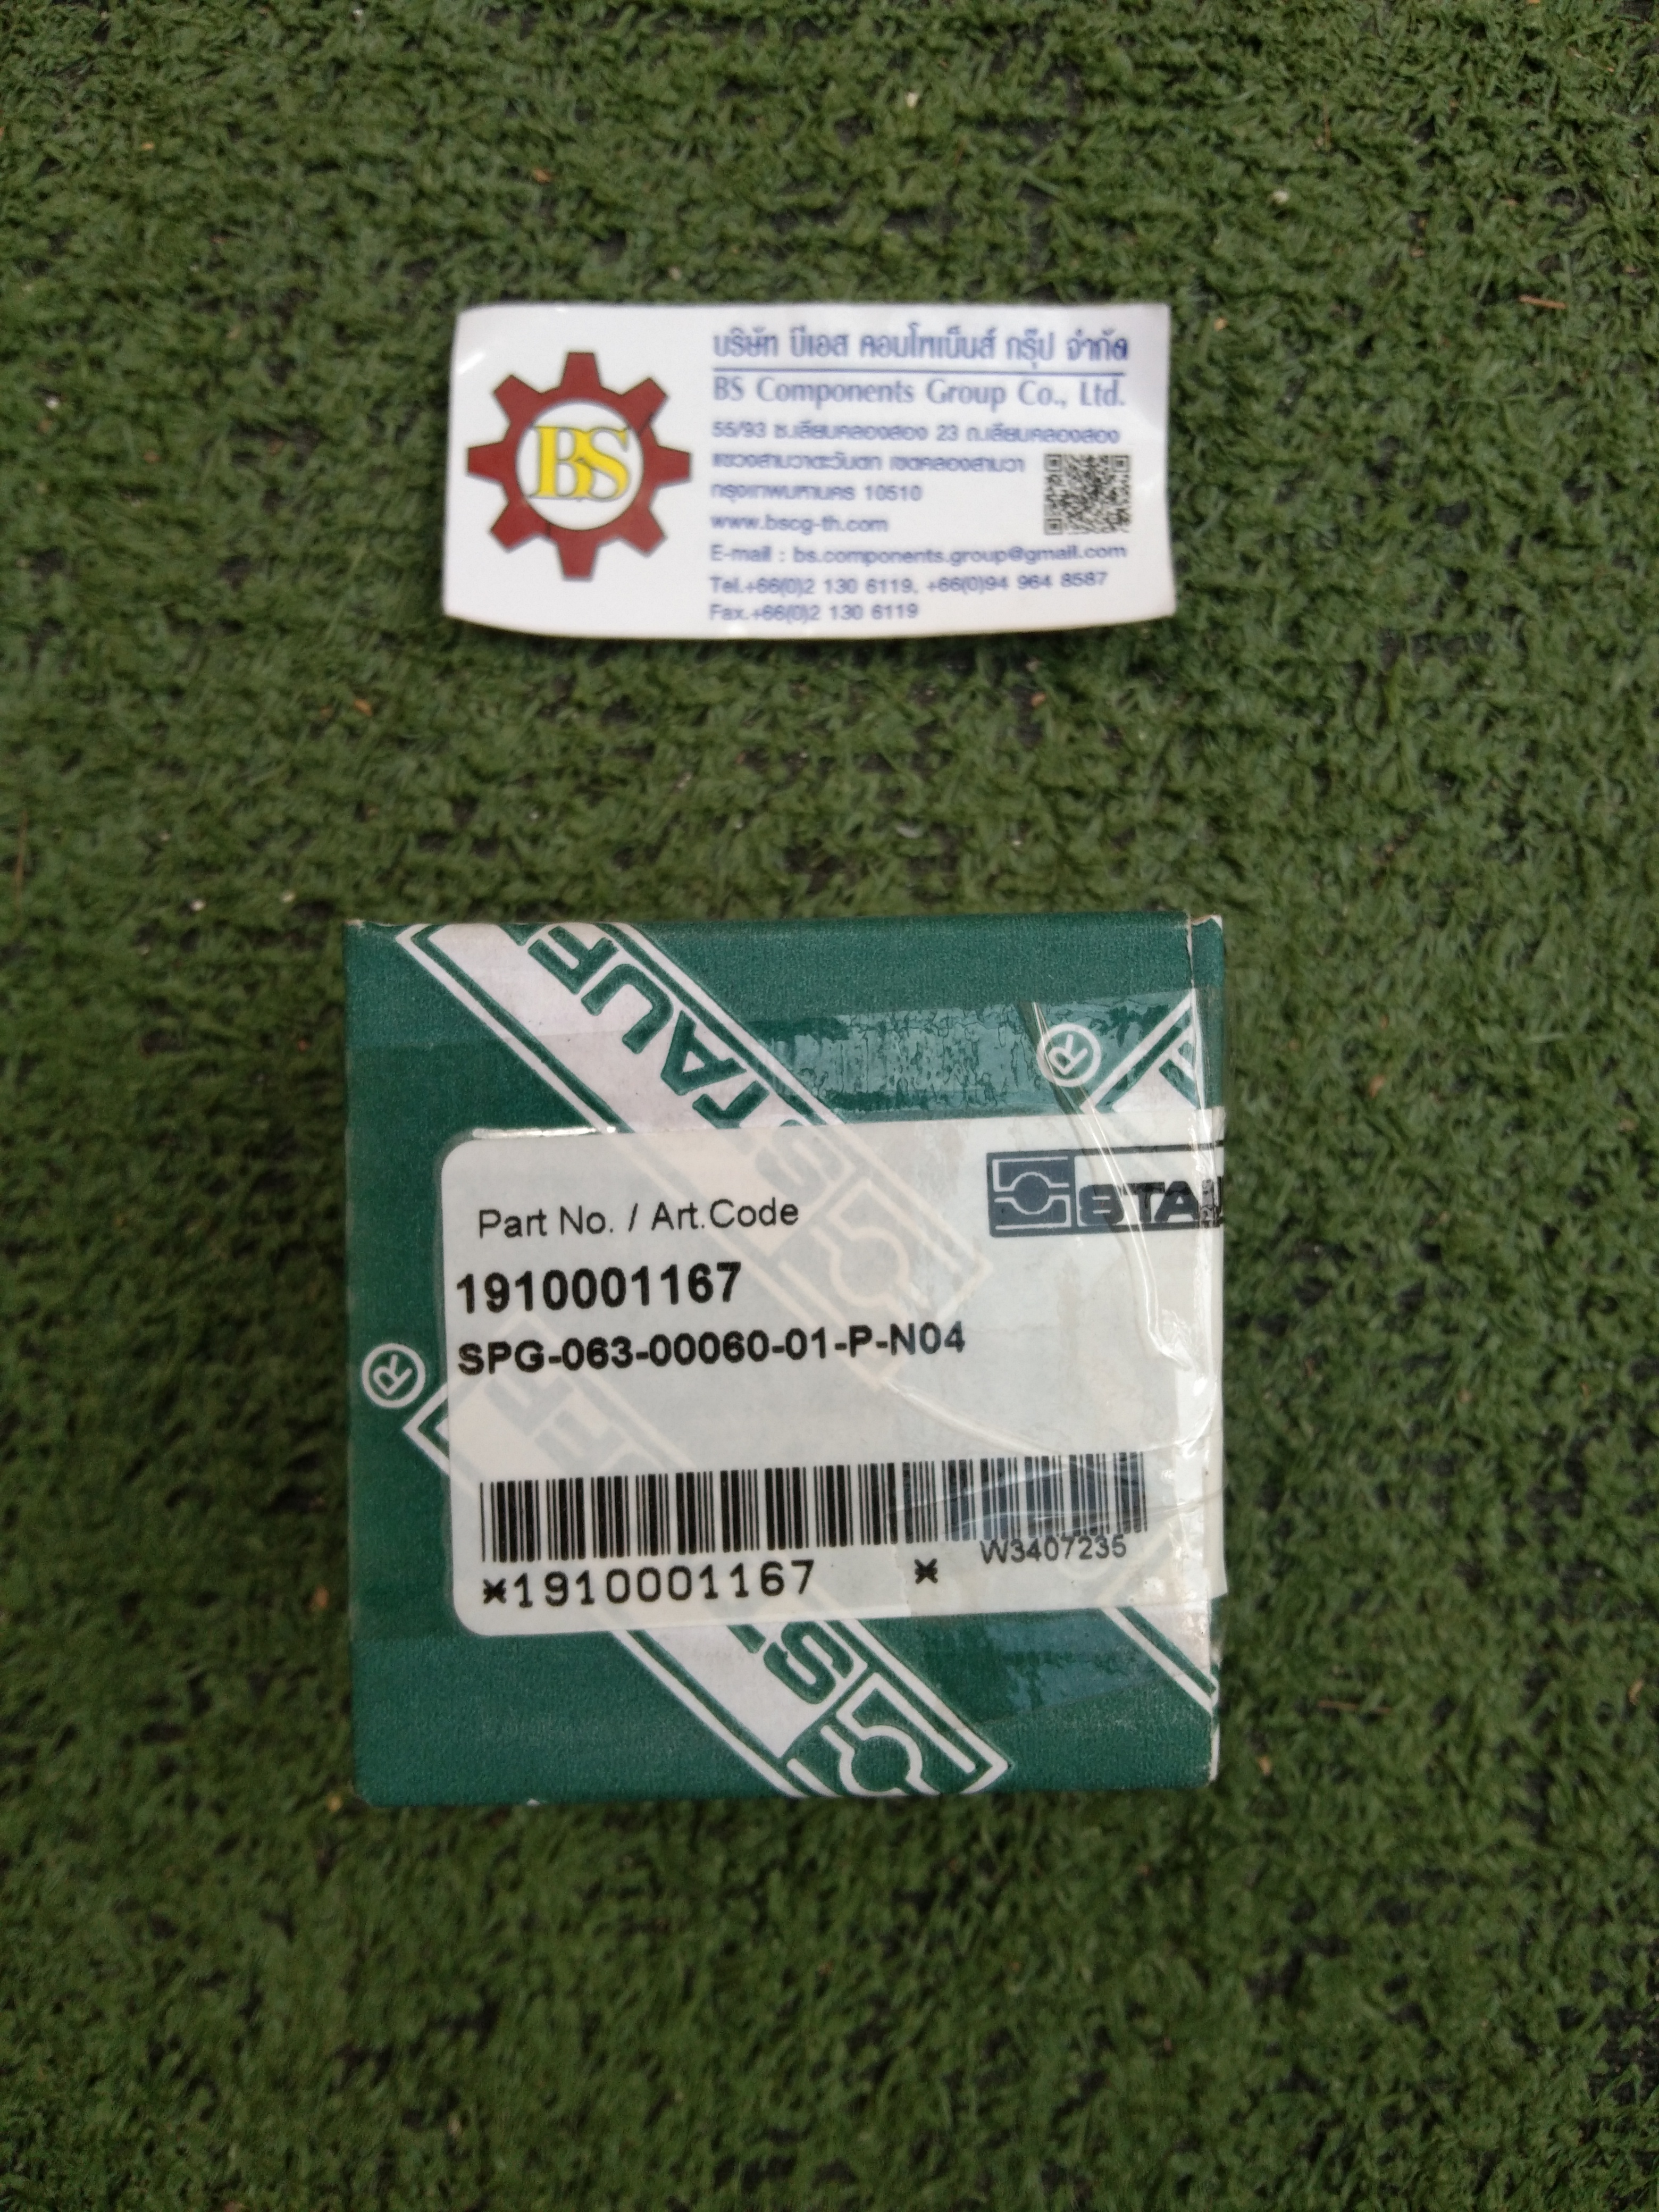 BS
บริษัท บีเอส คอมโพเน็นส์ กรุ๊ป จำกัด
BS Components Group Co., Ltd.
55/93 ซ.เลียบคลองสอง 23 ถ.เลียบคลองสอง
แขวงสามวาตะวันตก เขตคลองสามวา
กรุงเทพมหานคร 10510
www.bscg-th.com
E-mail : bs.components.group@gmail.com
Tel.+66(0)2 130 6119, +66(0)94 964 8587
Fax.+66(0)2 130 6119
STAUF
®
STAU
Part No. / Art.Code
1910001167
SPG-063-00060-01-P-N04
®
W3407235
*1910001167 *